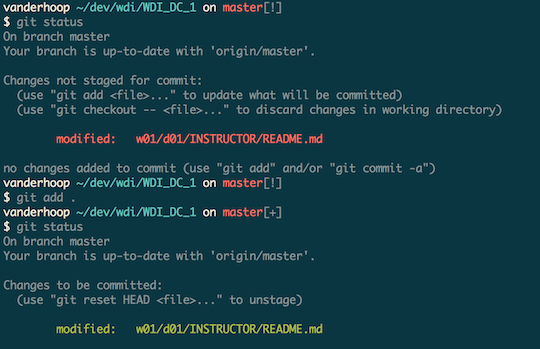 vanderhoop ~/dev/wdi/WDI_DC_1 on master[!]
$ git status
On branch master
Your branch is up-to-date with 'origin/master'.
Changes not staged for commit:
(use "git add <file>..." to update what will be committed)
(use "git checkout -- <file>..." to discard changes in working directory)
modified: w01/d01/INSTRUCTOR/README.md
no changes added to commit (use "git add" and/or "git commit -a")
vanderhoop ~/dev/wdi/WDI_DC_1 on master[!]
$ git add .
vanderhoop ~/dev/wdi/WDI_DC_1 on master[+]
$ git status
On branch master
Your branch is up-to-date with 'origin/master'.
Changes to be committed:
(use "git reset HEAD <file>..." to unstage)
modified: w01/d01/INSTRUCTOR/README.md